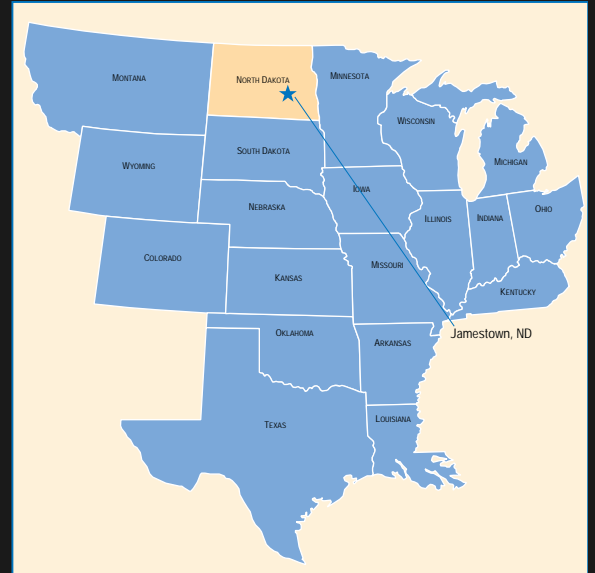 MONTANA
NORTH DAKOTA
MINNESOTA
WISCONSIN
SOUTH DAKOTA
MICHIGAN
WYOMING
IOWA
NEBRASKA
ILLINOIS
INDIANA
OHIO
COLORADO
MISSOURI
KANSAS
KENTUCKY
OKLAHOMA
Jamestown, ND
ARKANSAS
LOUISIANA
TEXAS